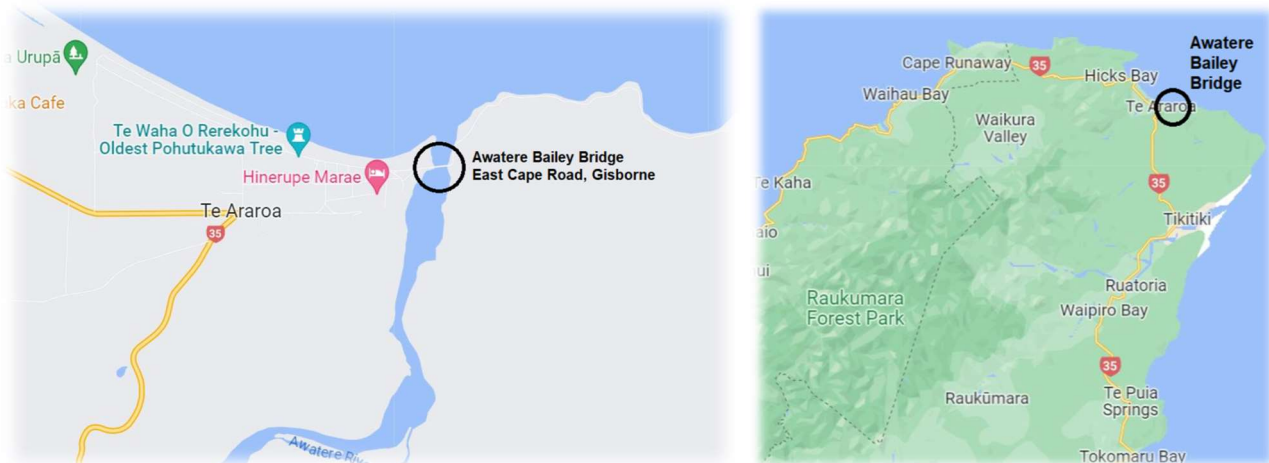 Urupā
ka Cafe
Te Waha O Rerekohu -
Oldest Pohutukawa Tree
Hinerupe Marae
Te Araroa
35
Awatere Bailey Bridge
East Cape Road, Gisborne
Awatere
Awatere
Bailey
Bridge
Cape Runaway
35
Hicks Bay
Waihau Bay
Te Araroa
Waikura
Valley
Te Kaha
35
Tikitiki
Ruatoria
Raukumara
Forest Park
Waipiro Bay
35
Te Puia
Springs
Raukūmara
Tokomaru Bay